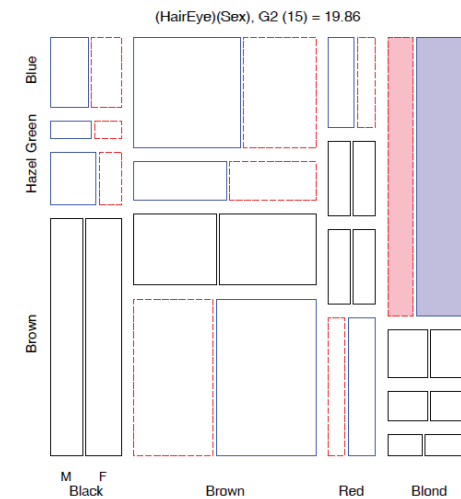 (HairEye)(Sex), G2 (15) = 19.86
Blue
Green
Hazel
Brown
M F
Black Brown Red Blond